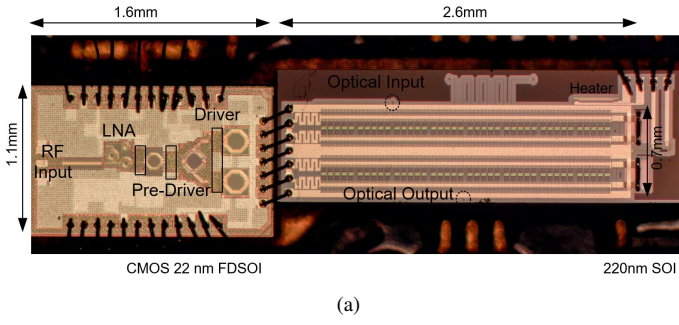 1.6mm
2.6mm
1.1mm
RF
Input
LNA
Driver
Pre-Driver
Optical Input
Heater
0.7mm
Optical Output
CMOS 22 nm FDSOI
220nm SOI
(a)